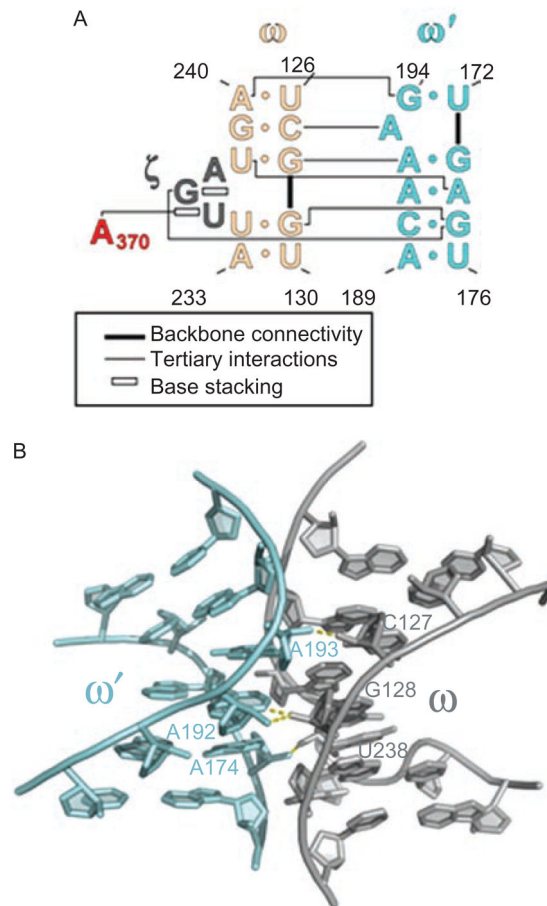 A
ω ω′
240 126 194 172
A · U G · U
G · C A
U · G A · G
ζ A A · A
G
U U · G C · G
A 370
A · U A · U
233 130 189 176
Backbone connectivity
Tertiary interactions
Base stacking
B
C127
A193
ω′ G128 ω
A192
U238
A174